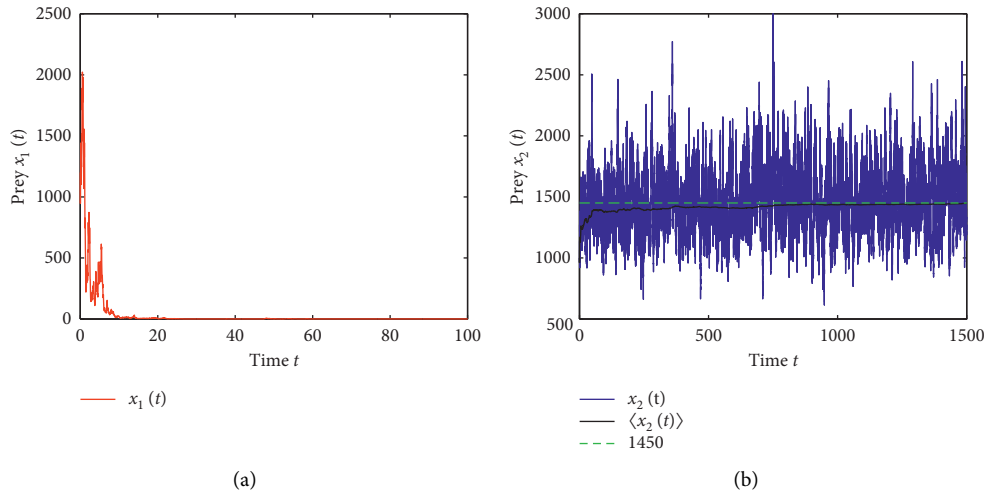 2500
2000
1500
1000
500
0
Prey x₁ (t)
0 20 40 60 80 100
Time t
x₁ (t)
(a)
3000
2500
2000
1500
1000
500
Prey x₂ (t)
0 500 1000 1500
Time t
x₂ (t)
⟨x₂ (t)⟩
1450
(b)